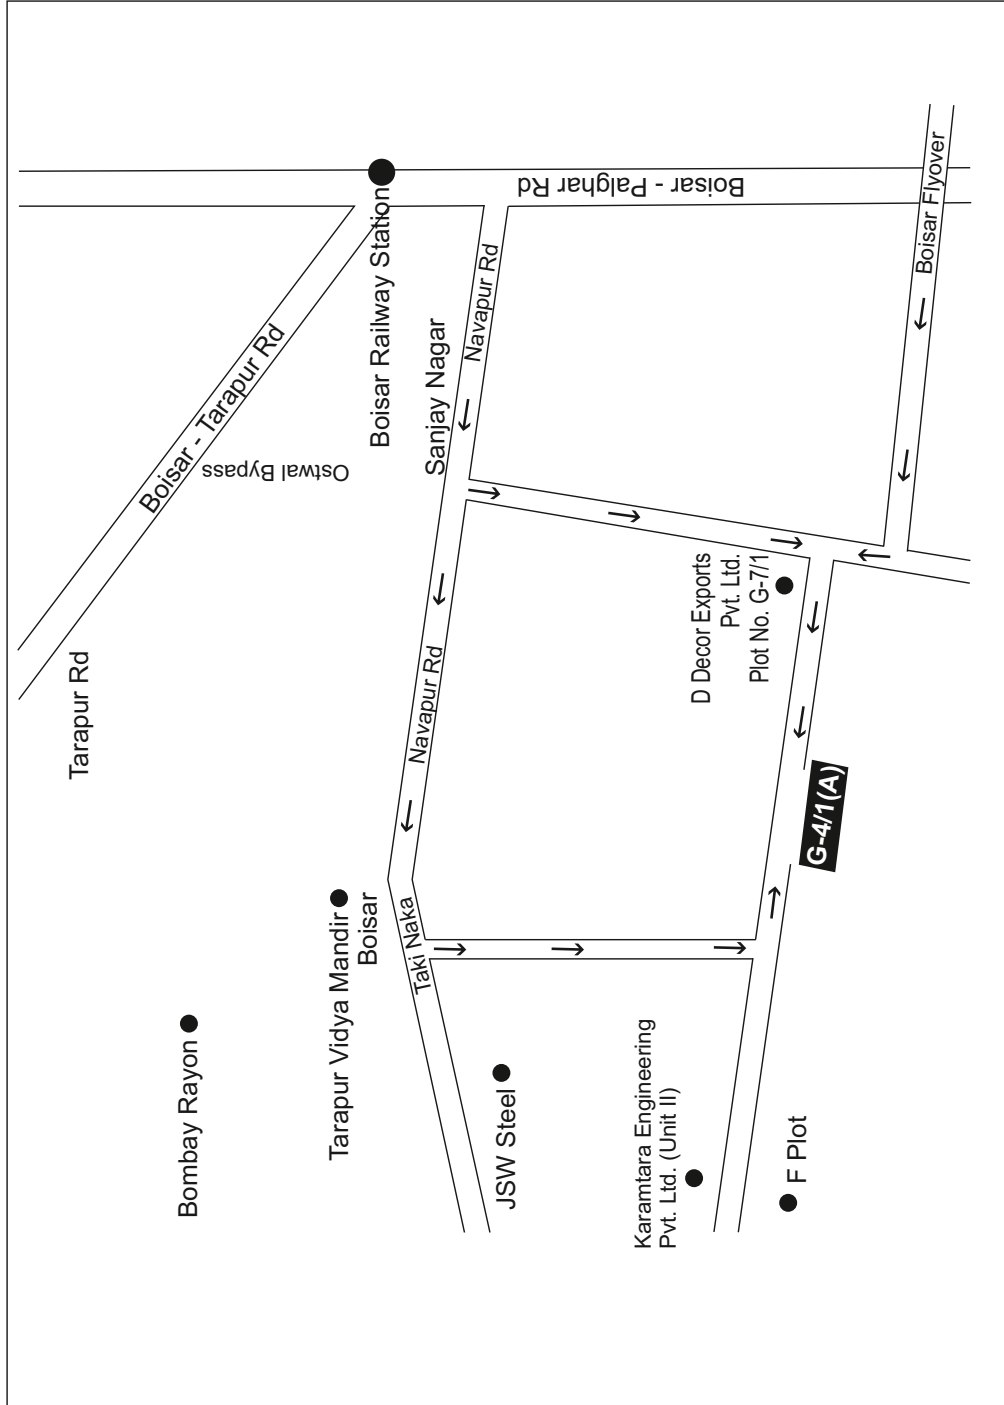 Tarapur Rd
Boisar - Tarapur Rd
Ostwal Bypass
Boisar Railway Station
Boisar - Palghar Rd
Bombay Rayon
Tarapur Vidya Mandir
Boisar
Taki Naka
Navapur Rd
Sanjay Nagar
Navapur Rd
JSW Steel
Karamtara Engineering
Pvt. Ltd. (Unit II)
D Decor Exports
Pvt. Ltd.
Plot No. G-7/1
F Plot
G-4/1(A)
Boisar Flyover